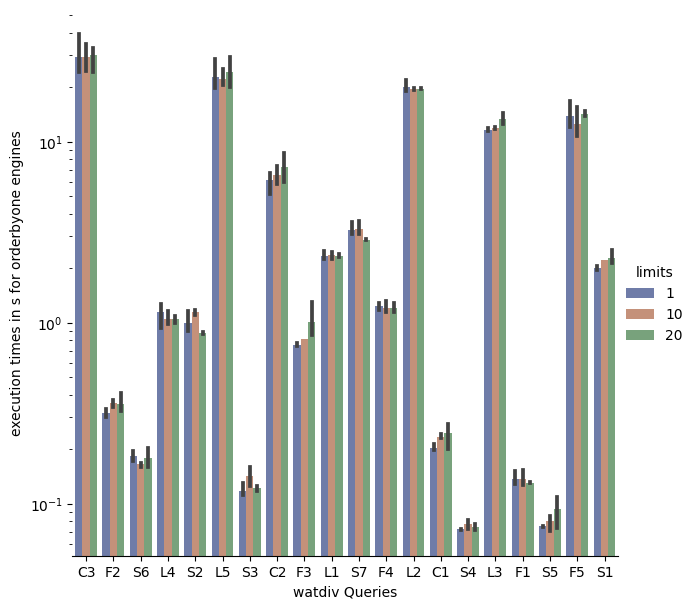 execution times in s for orderbyone engines
10¹
10⁰
10⁻¹
C3 F2 S6 L4 S2 L5 S3 C2 F3 L1 S7 F4 L2 C1 S4 L3 F1 S5 F5 S1
watdiv Queries
limits
1
10
20